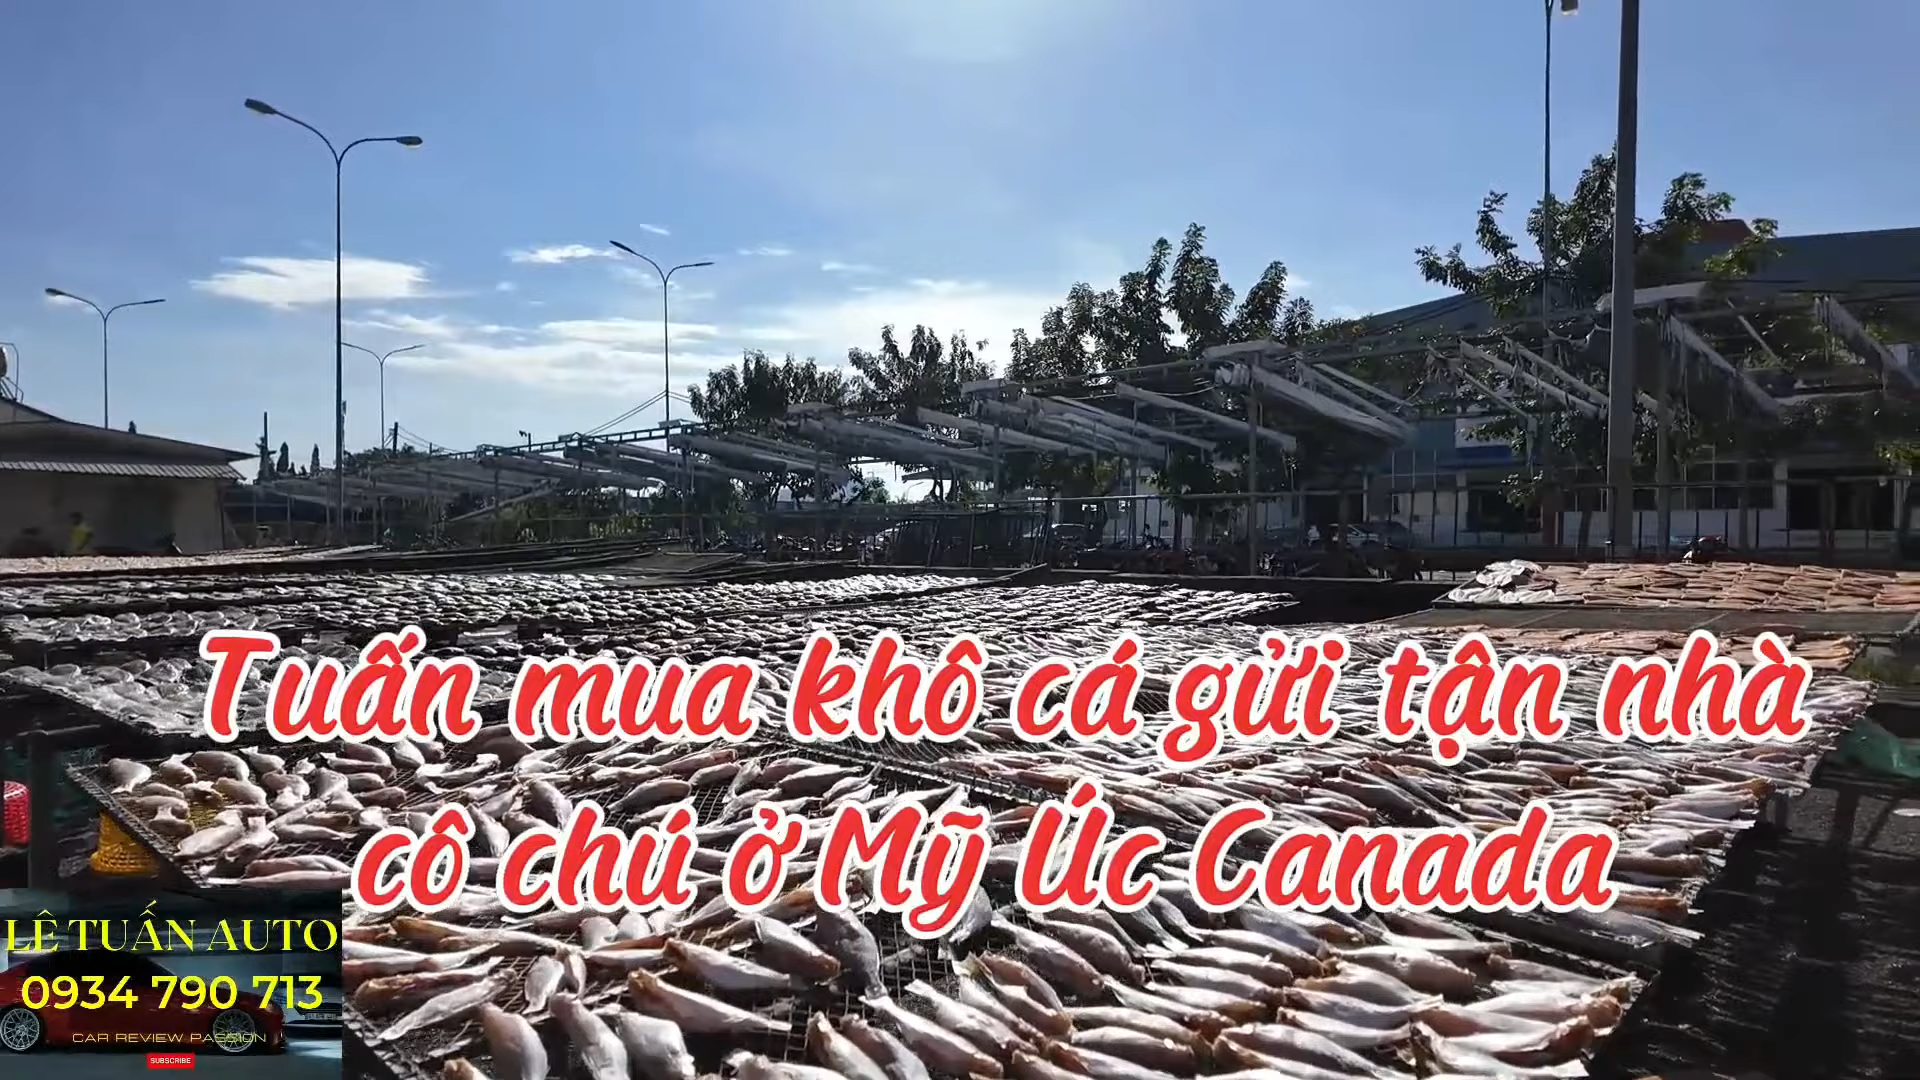 Tuấn mua khô cá gửi tận nhà
cô chú ở Mỹ Úc Canada
LÊ TUẤN AUTO
0934 790 713
CAR REVIEW PASSION
SUBSCRIBE